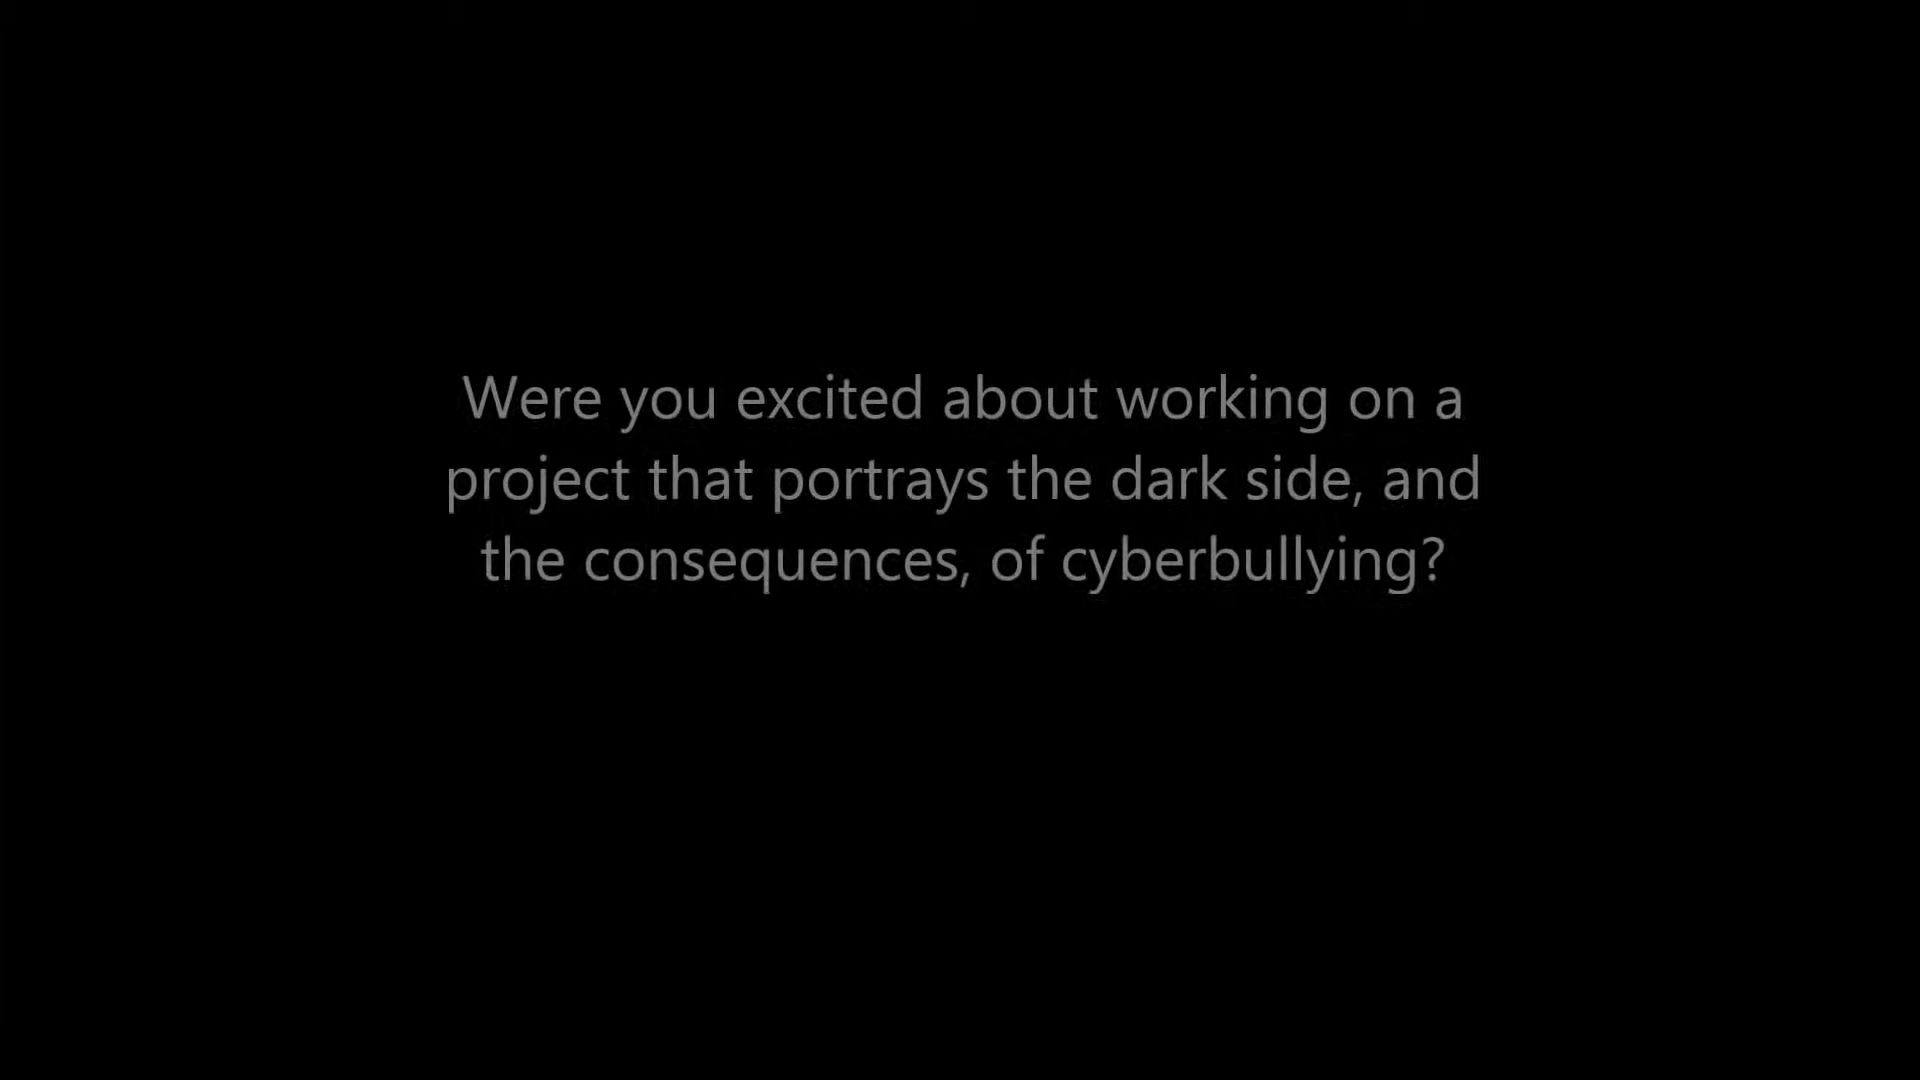 Were you excited about working on a
project that portrays the dark side, and
the consequences, of cyberbullying?